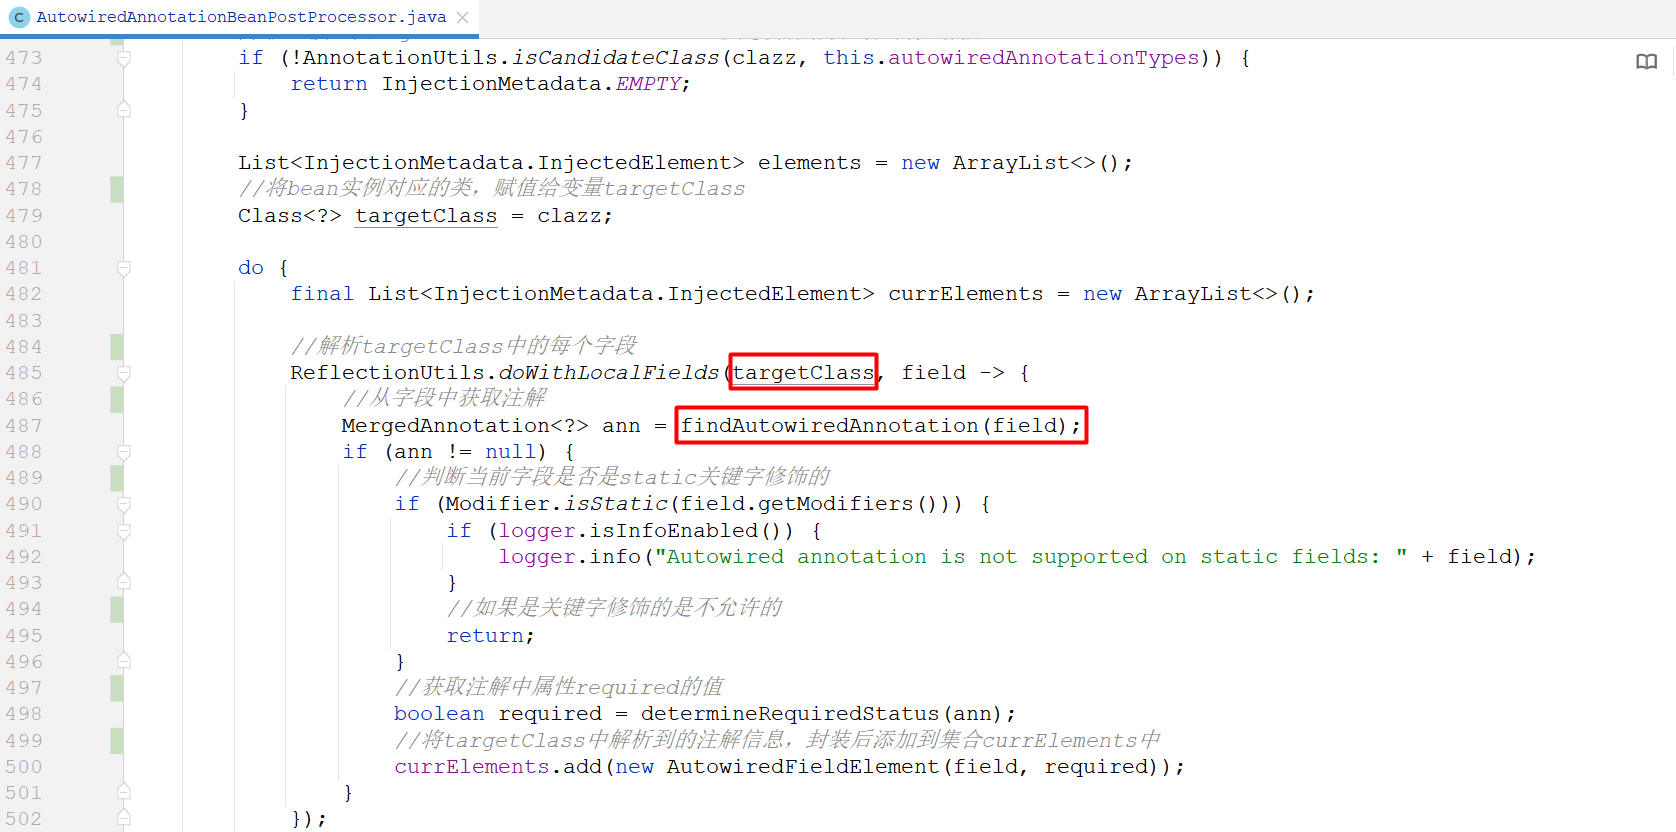 AutowiredAnnotationBeanPostProcessor.java
473 if (!AnnotationUtils.isCandidateClass(clazz, this.autowiredAnnotationTypes)) {
474 return InjectionMetadata.EMPTY;
475 }
476
477 List<InjectionMetadata.InjectedElement> elements = new ArrayList<>();
478 //将bean实例对应的类，赋值给变量targetClass
479 Class<?> targetClass = clazz;
480
481 do {
482 final List<InjectionMetadata.InjectedElement> currElements = new ArrayList<>();
483
484 //解析targetClass中的每个字段
485 ReflectionUtils.doWithLocalFields(targetClass, field -> {
486 //从字段中获取注解
487 MergedAnnotation<?> ann = findAutowiredAnnotation(field);
488 if (ann != null) {
489 //判断当前字段是否是static关键字修饰的
490 if (Modifier.isStatic(field.getModifiers())) {
491 if (logger.isInfoEnabled()) {
492 logger.info("Autowired annotation is not supported on static fields: " + field);
493 }
494 //如果是关键字修饰的是不允许的
495 return;
496 }
497 //获取注解中属性required的值
498 boolean required = determineRequiredStatus(ann);
499 //将targetClass中解析到的注解信息，封装后添加到集合currElements中
500 currElements.add(new AutowiredFieldElement(field, required));
501 }
502 });